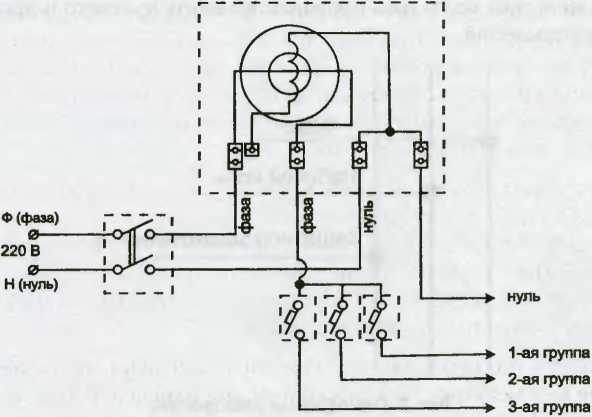 фаза
фаза
нуль
Ф (фаза)
220 В
Н (нуль)
нуль
1-ая группа
2-ая группа
3-ая группа